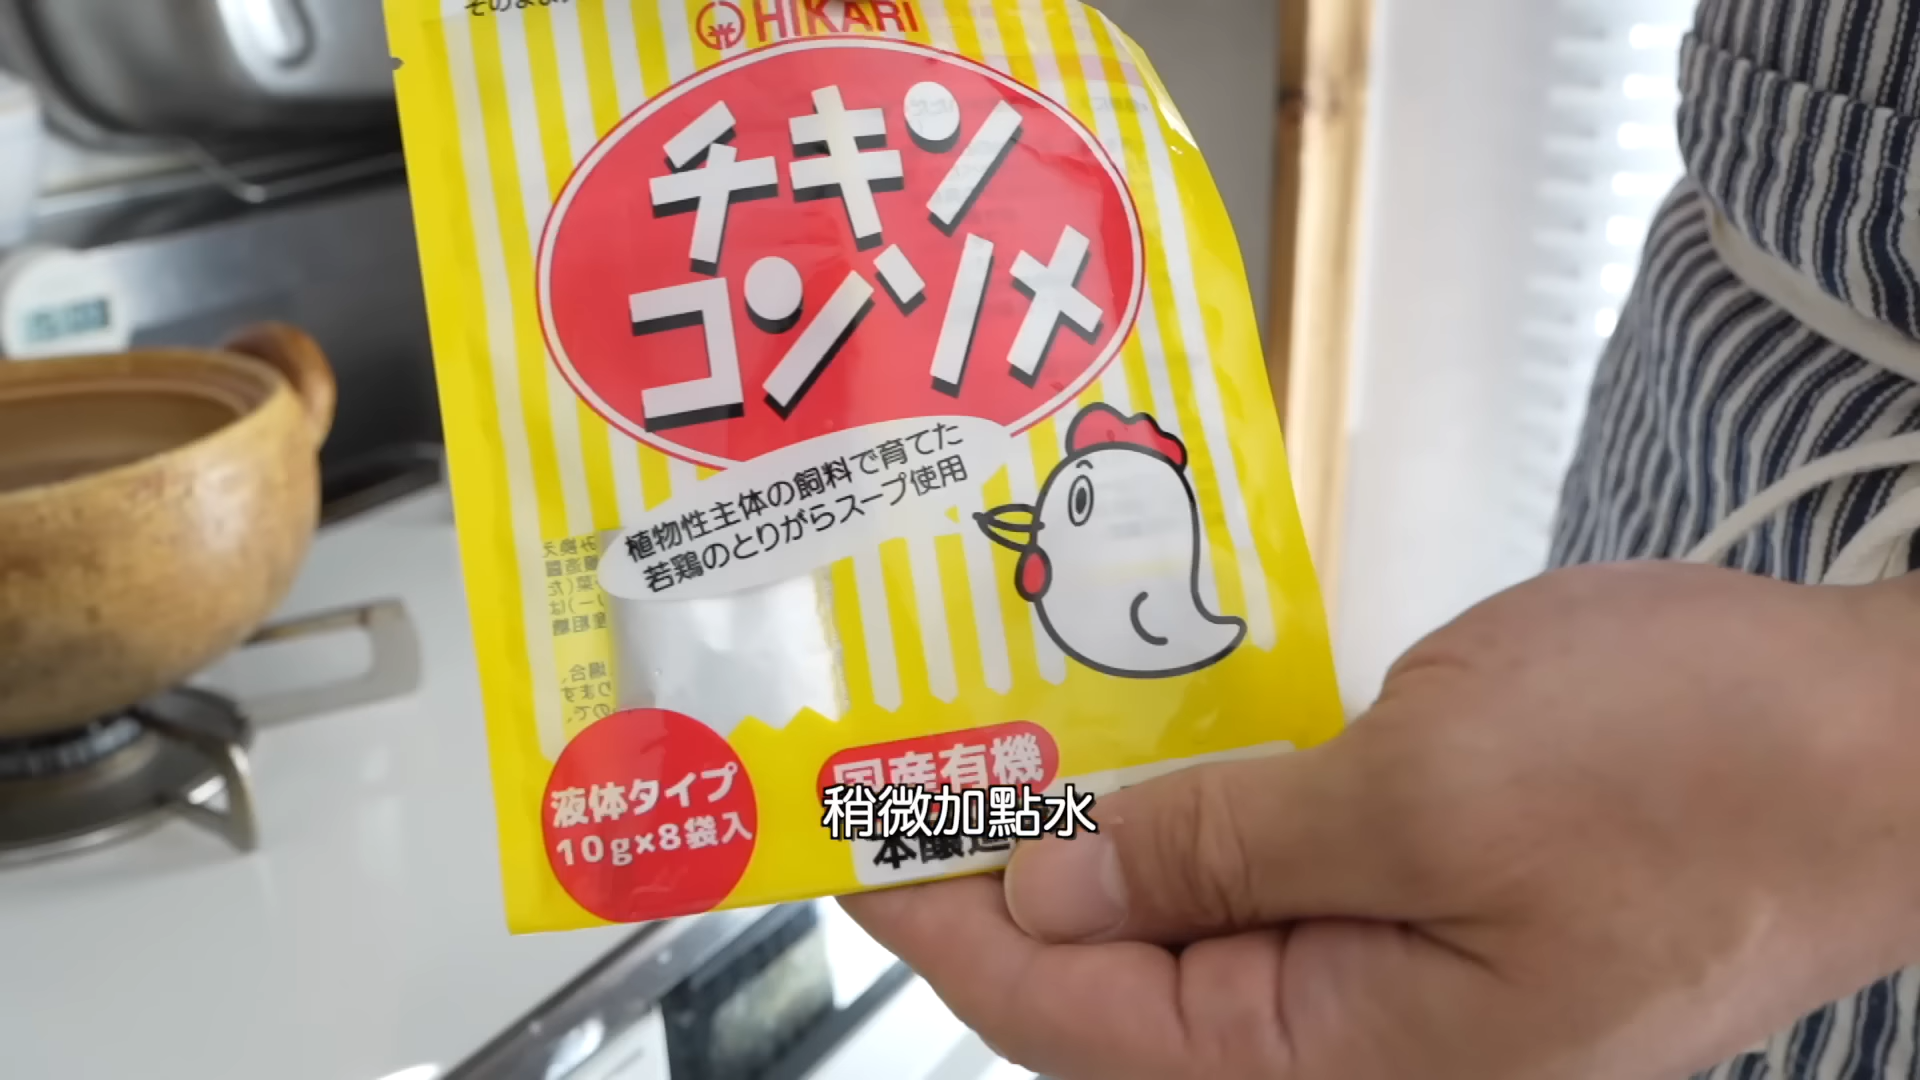 HIKARI
チキン
コンソメ
植物性主体の飼料で育てた
若鶏のとりがらスープ使用
液体タイプ
10g×8袋入
国産有機
稍微加點水